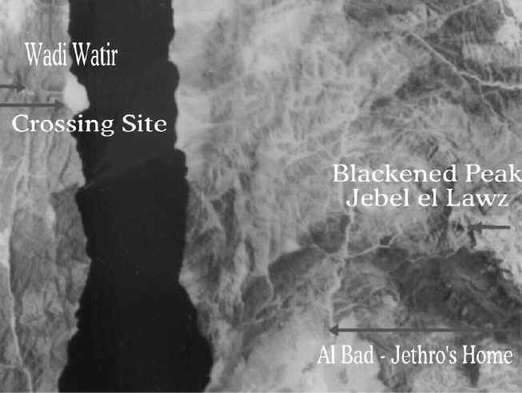 Wadi Watir
Crossing Site
Blackened Peak
Jebel el Lawz
Al Bad - Jethro's Home